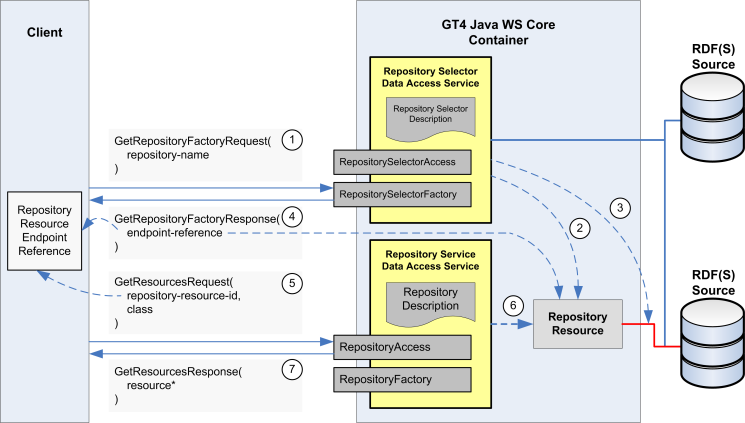 Client
GT4 Java WS Core
Container
RDF(S)
Source
Repository Selector
Data Access Service
Repository Selector
Description
GetRepositoryFactoryRequest(
repository-name
)
1
RepositorySelectorAccess
RepositorySelectorFactory
3
2
Repository
Resource
Endpoint
Reference
GetRepositoryFactoryResponse(
endpoint-reference
)
4
Repository Service
Data Access Service
Repository
Description
GetResourcesRequest(
repository-resource-id,
class
)
5
6
Repository
Resource
RDF(S)
Source
RepositoryAccess
RepositoryFactory
GetResourcesResponse(
resource*
)
7